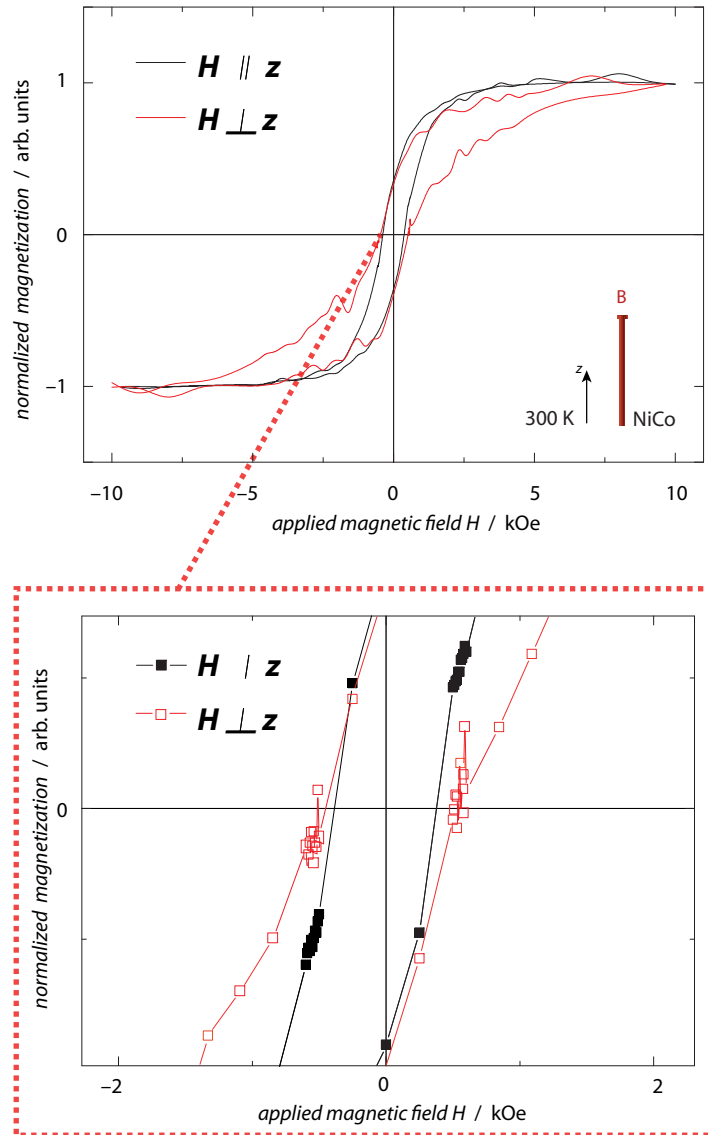 H ∥ z
H ⊥ z
normalized magnetization / arb. units
1
0
−1
B
z
300 K
NiCo
−10
−5
0
5
10
applied magnetic field H / kOe
H | z
H ⊥ z
normalized magnetization / arb. units
0
−2
0
2
applied magnetic field H / kOe